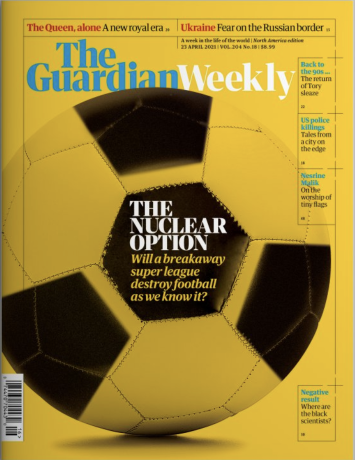 The Queen, alone A new royal era
Ukraine Fear on the Russian border
A week in the life of the world | North America edition
23 APRIL 2021 | VOL. 204 No. 18 | $8.99
The
Guardian Weekly
Back to
the 90s ...
The return
of Tory
sleaze
US police
killings
Tales from
a city on
the edge
Nesrine
Malik
On the
worship of
tiny flags
THE
NUCLEAR
OPTION
Will a breakaway
super league
destroy football
as we know it?
Negative
result
Where are
the black
scientists?